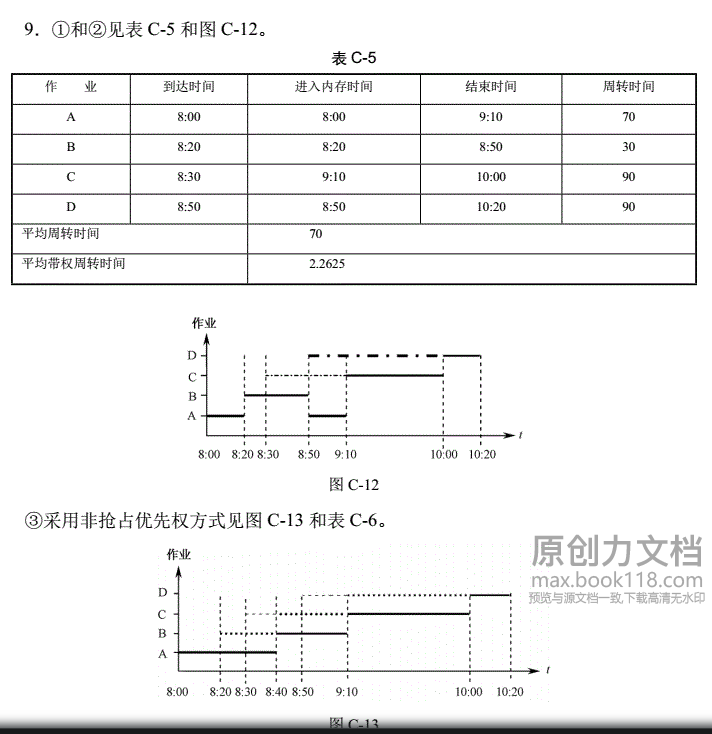 9．①和②见表 C-5 和图 C-12。
表 C-5
作 业 到达时间 进入内存时间 结束时间 周转时间
A 8:00 8:00 9:10 70
B 8:20 8:20 8:50 30
C 8:30 9:10 10:00 90
D 8:50 8:50 10:20 90
平均周转时间 70
平均带权周转时间 2.2625
作业
D
C
B
A
t
8:00 8:20 8:30 8:50 9:10 10:00 10:20
图 C-12
③采用非抢占优先权方式见图 C-13 和表 C-6。
作业
D
C
B
A
t
8:00 8:20 8:30 8:40 8:50 9:10 10:00 10:20
图 C-13
原创力文档
max.book118.com
预览与源文档一致,下载高清无水印